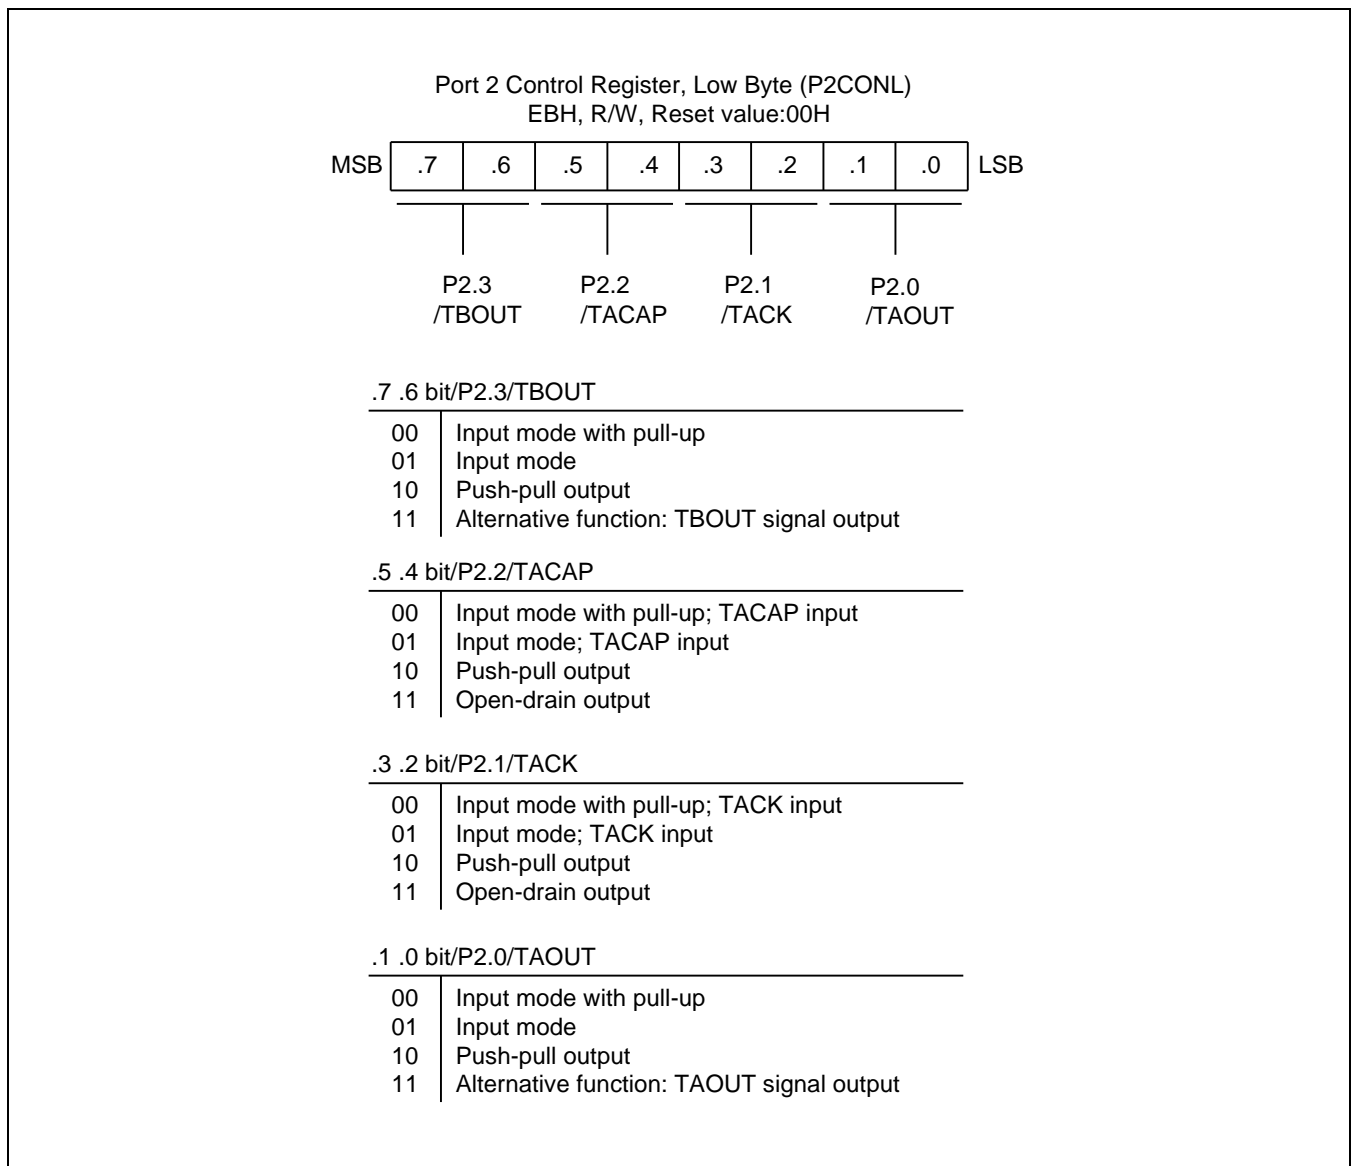 Port 2 Control Register, Low Byte (P2CONL)
EBH, R/W, Reset value:00H
MSB .7 .6 .5 .4 .3 .2 .1 .0 LSB
P2.3 P2.2 P2.1 P2.0
/TBOUT /TACAP /TACK /TAOUT
.7 .6 bit/P2.3/TBOUT
00 Input mode with pull-up
01 Input mode
10 Push-pull output
11 Alternative function: TBOUT signal output
.5 .4 bit/P2.2/TACAP
00 Input mode with pull-up; TACAP input
01 Input mode; TACAP input
10 Push-pull output
11 Open-drain output
.3 .2 bit/P2.1/TACK
00 Input mode with pull-up; TACK input
01 Input mode; TACK input
10 Push-pull output
11 Open-drain output
.1 .0 bit/P2.0/TAOUT
00 Input mode with pull-up
01 Input mode
10 Push-pull output
11 Alternative function: TAOUT signal output